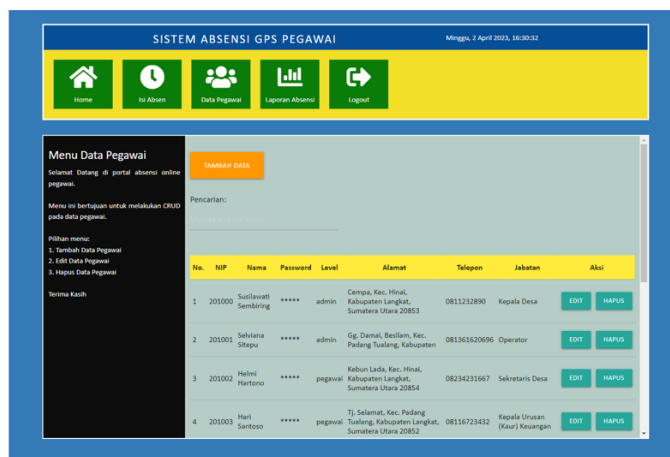 SISTEM ABSENSI GPS PEGAWAI
Minggu, 2 April 2023, 16:30:32
Home
Isi Absen
Data Pegawai
Laporan Absensi
Logout
Menu Data Pegawai
Selamat Datang di portal absensi online
pegawai.
Menu ini bertujuan untuk melakukan CRUD
pada data pegawai.
Pilihan menu:
1. Tambah Data Pegawai
2. Edit Data Pegawai
3. Hapus Data Pegawai
Terima Kasih
TAMBAH DATA
Pencarian:
No. NIP Nama Password Level Alamat Telepon Jabatan Aksi
1 201000 Susilawati Sembiring ***** admin Cempa, Kec. Hinai, Kabupaten Langkat, Sumatera Utara 20853 0811232890 Kepala Desa EDIT HAPUS
2 201001 Selviana Sitepu ***** admin Gg. Damai, Besilam, Kec. Padang Tualang, Kabupaten 081361620696 Operator EDIT HAPUS
3 201002 Helmi Hartono ***** pegawai Kebun Lada, Kec. Hinai, Kabupaten Langkat, Sumatera Utara 20854 08234231667 Sekretaris Desa EDIT HAPUS
4 201003 Hari Santoso ***** pegawai Tj. Selamat, Kec. Padang Tualang, Kabupaten Langkat, Sumatera Utara 20852 08116723432 Kepala Urusan (Kaur) Keuangan EDIT HAPUS